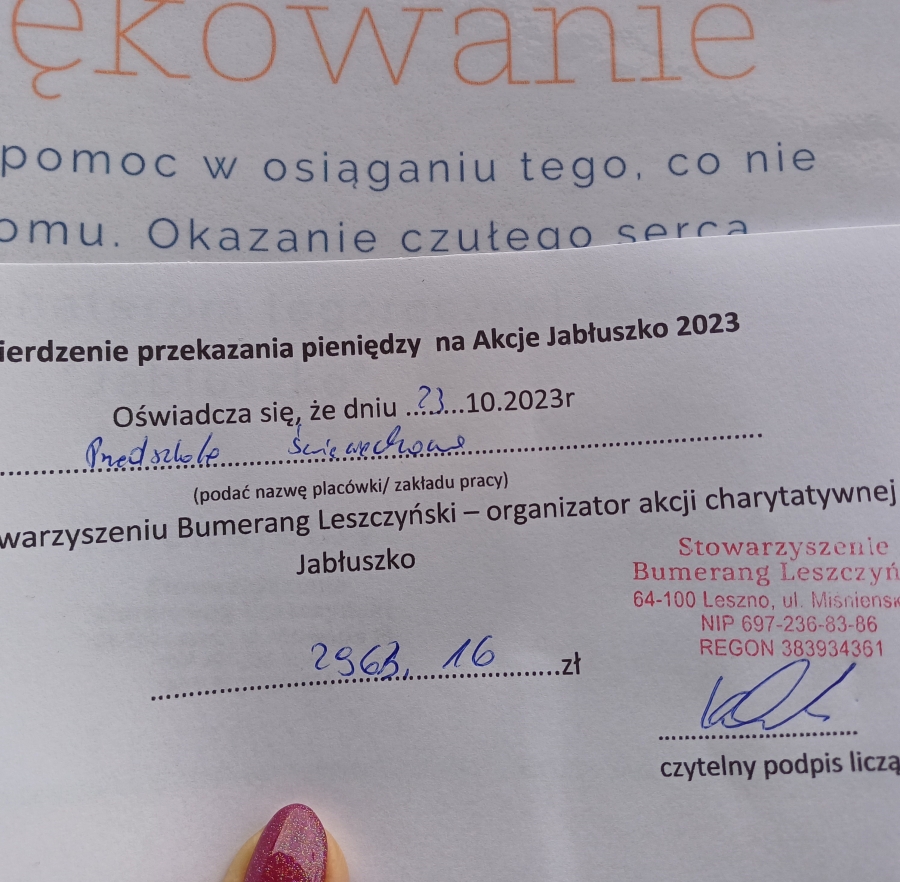 ękowanie
pomoc w osiąganiu tego, co nie
omu. Okazanie czułego serca
ierdzenie przekazania pieniędzy na Akcje Jabłuszko 2023
Oświadcza się, że dniu ..23...10.2023r
Przedszkole Święciechowa
(podać nazwę placówki/ zakładu pracy)
warzyszeniu Bumerang Leszczyński – organizator akcji charytatywnej
Jabłuszko
Stowarzyszenie
Bumerang Leszczyń
64-100 Leszno, ul. Miśniensk
NIP 697-236-83-86
REGON 383934361
2963, 16 zł
czytelny podpis liczą